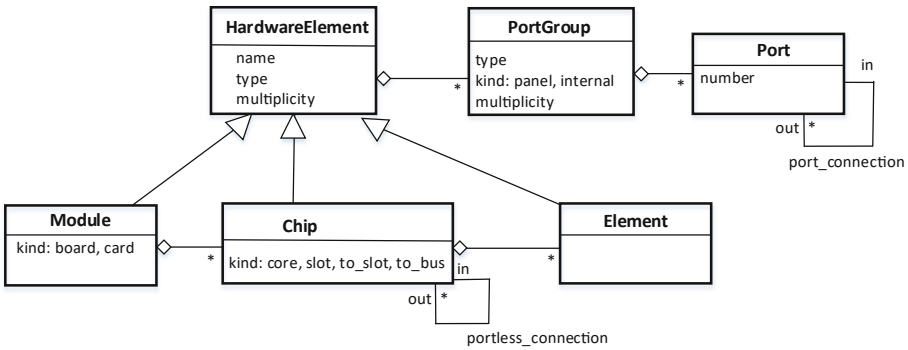 HardwareElement
name
type
multiplicity
*
PortGroup
type
kind: panel, internal
multiplicity
*
Port
number
in
out
*
port_connection
Module
kind: board, card
*
Chip
kind: core, slot, to_slot, to_bus
*
Element
in
out
*
portless_connection